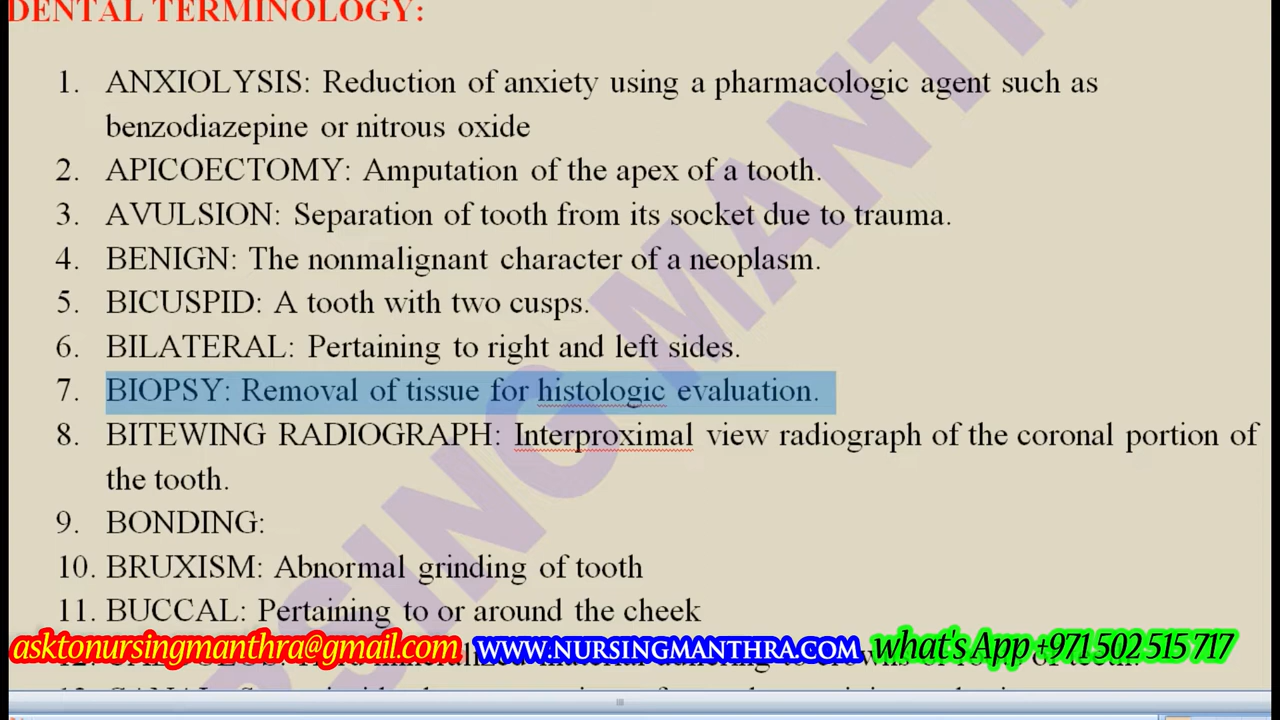 DENTAL TERMINOLOGY:
1. ANXIOLYSIS: Reduction of anxiety using a pharmacologic agent such as
benzodiazepine or nitrous oxide
2. APICOECTOMY: Amputation of the apex of a tooth.
3. AVULSION: Separation of tooth from its socket due to trauma.
4. BENIGN: The nonmalignant character of a neoplasm.
5. BICUSPID: A tooth with two cusps.
6. BILATERAL: Pertaining to right and left sides.
7. BIOPSY: Removal of tissue for histologic evaluation.
8. BITEWING RADIOGRAPH: Interproximal view radiograph of the coronal portion of
the tooth.
9. BONDING:
10. BRUXISM: Abnormal grinding of tooth
11. BUCCAL: Pertaining to or around the cheek
asktonursingmanthra@gmail.com WWW.NURSINGMANTHRA.COM what's App +971 502 515 717